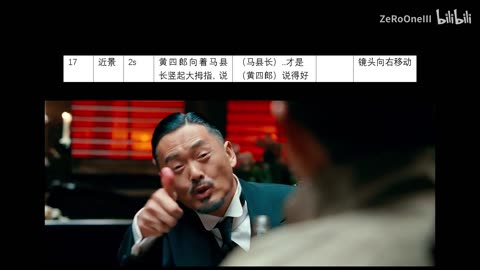 ZeRoOneIII bilibili
17 近景 2s 黄四郎向着马县 （马县长）..才是 镜头向右移动
长竖起大拇指，说 （黄四郎）说得好